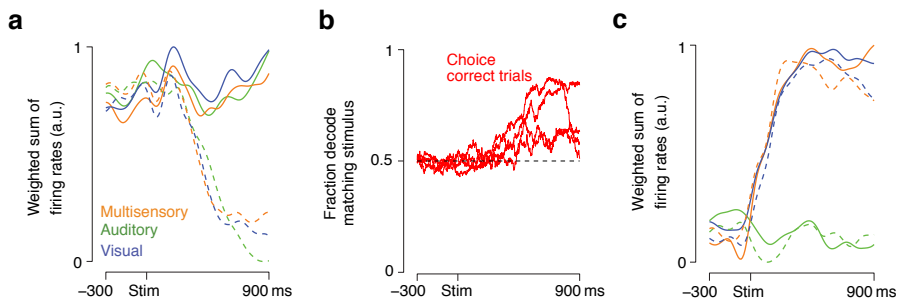 a
Weighted sum of
firing rates (a.u.)
1
0
Multisensory
Auditory
Visual
−300 Stim 900 ms
b
Fraction decode
matching stimulus
1
0.5
0
Choice
correct trials
−300 Stim 900 ms
c
Weighted sum of
firing rates (a.u.)
1
0
−300 Stim 900 ms